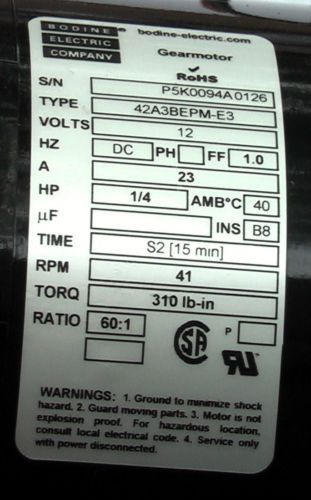 BODINE ® bodine-electric.com
ELECTRIC Gearmotor
COMPANY RoHS
S/N P5K0094A0126
TYPE 42A3BEPM-E3
VOLTS 12
HZ DC PH FF 1.0
A 23
HP 1/4 AMB°C 40
µF INS B8
TIME S2 [15 min]
RPM 41
TORQ 310 lb-in
RATIO 60:1 P
WARNINGS: 1. Ground to minimize shock
hazard. 2. Guard moving parts. 3. Motor is not
explosion proof. For hazardous location,
consult local electrical code. 4. Service only
with power disconnected.